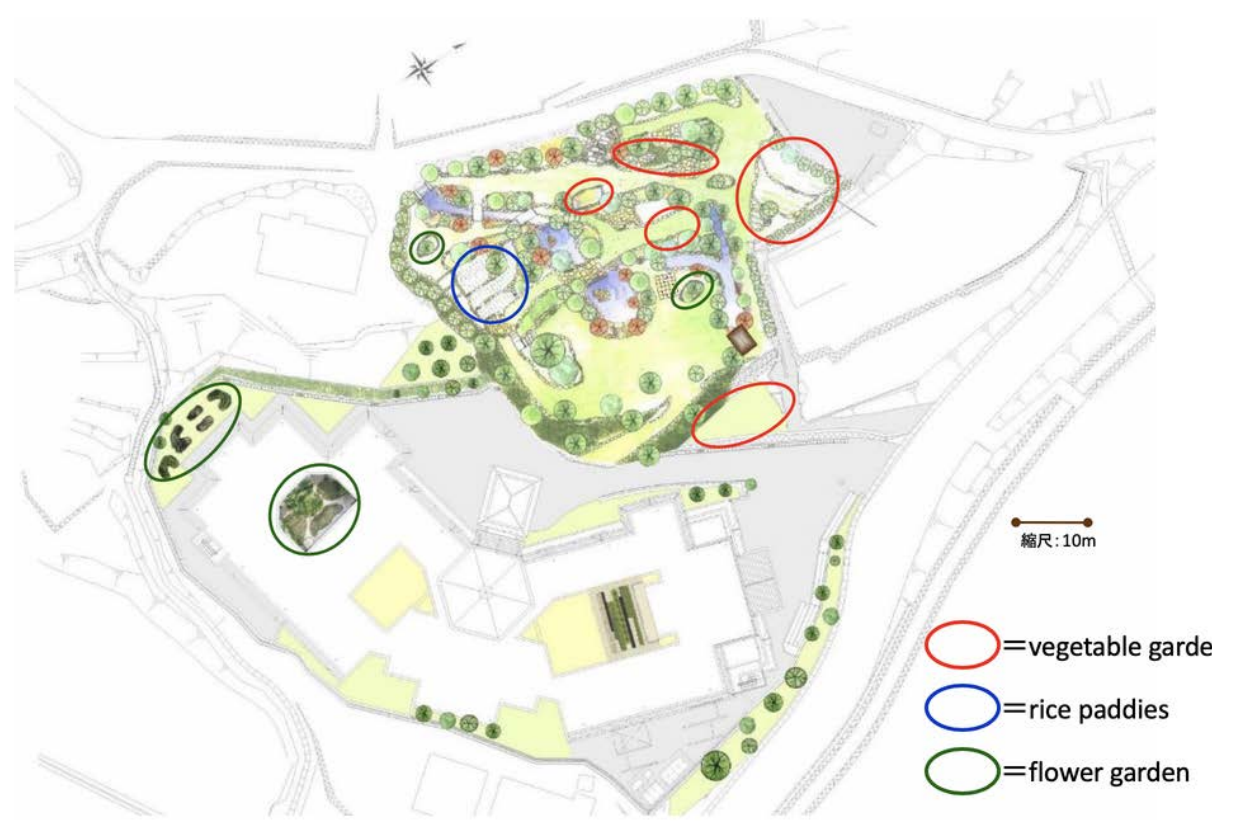 縮尺：10m
=vegetable garde
=rice paddies
=flower garden